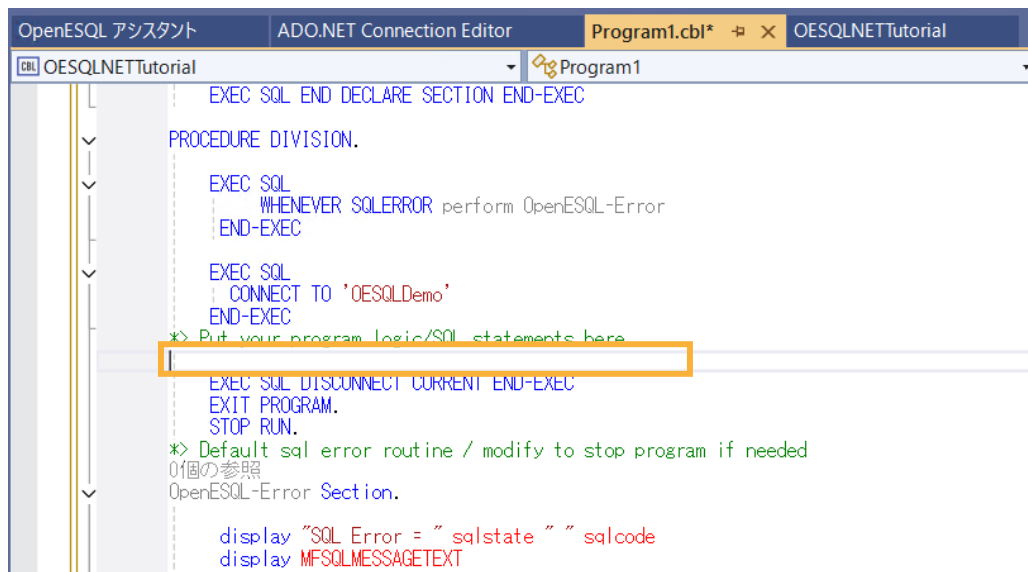 OpenESQL アシスタント ADO.NET Connection Editor Program1.cbl* OESQLNETTutorial
CBL OESQLNETTutorial Program1
EXEC SQL END DECLARE SECTION END-EXEC
PROCEDURE DIVISION.
EXEC SQL
WHENEVER SQLERROR perform OpenESQL-Error
END-EXEC
EXEC SQL
CONNECT TO 'OESQLDemo'
END-EXEC
*> Put your program logic/SQL statements here
EXEC SQL DISCONNECT CURRENT END-EXEC
EXIT PROGRAM.
STOP RUN.
*> Default sql error routine / modify to stop program if needed
0個の参照
OpenESQL-Error Section.
display "SQL Error = " sqlstate " " sqlcode
display MFSQLMESSAGETEXT